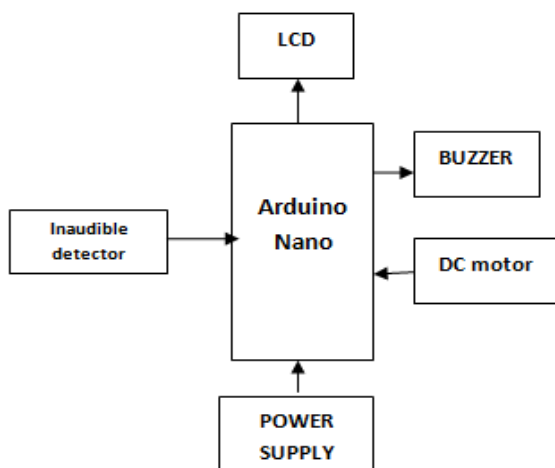 LCD
BUZZER
Arduino
Nano
Inaudible
detector
DC motor
POWER
SUPPLY